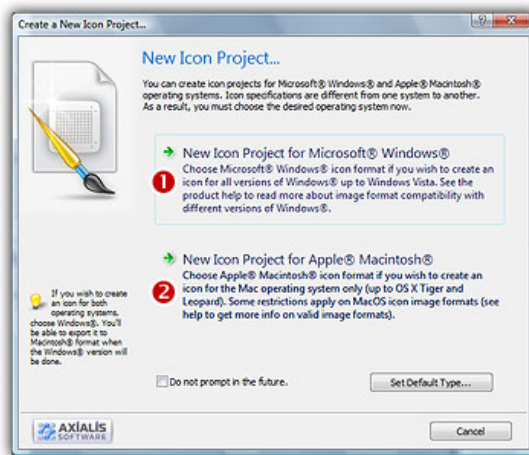 Create a New Icon Project...
New Icon Project...
You can create icon projects for Microsoft® Windows® and Apple® Macintosh®
operating systems. Icon specifications are different from one system to another.
As a result, you must choose the desired operating system now.
New Icon Project for Microsoft® Windows®
1
Choose Microsoft® Windows® icon format if you wish to create an
icon for all versions of Windows® up to Windows Vista. See the
product help to read more about image format compatibility with
different versions of Windows®.
New Icon Project for Apple® Macintosh®
2
Choose Apple® Macintosh® icon format if you wish to create an
icon for the Mac operating system only (up to OS X Tiger and
Leopard). Some restrictions apply on MacOS icon image formats (see
help to get more info on valid image formats).
If you wish to create
an icon for both
operating systems,
choose Windows®. You'll
be able to export it to
Macintosh® format when
the Windows® version will
be done.
Do not prompt in the future.
Set Default Type...
AXIALIS
SOFTWARE
Cancel